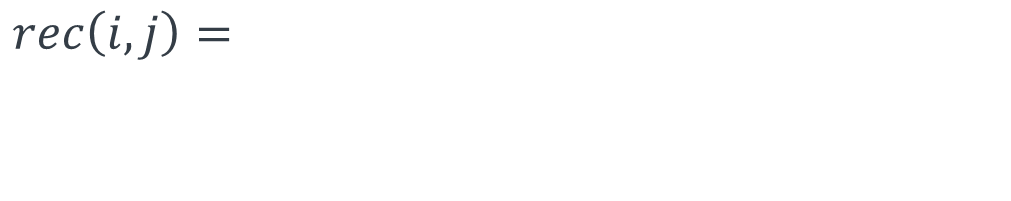 rec(i, j) =